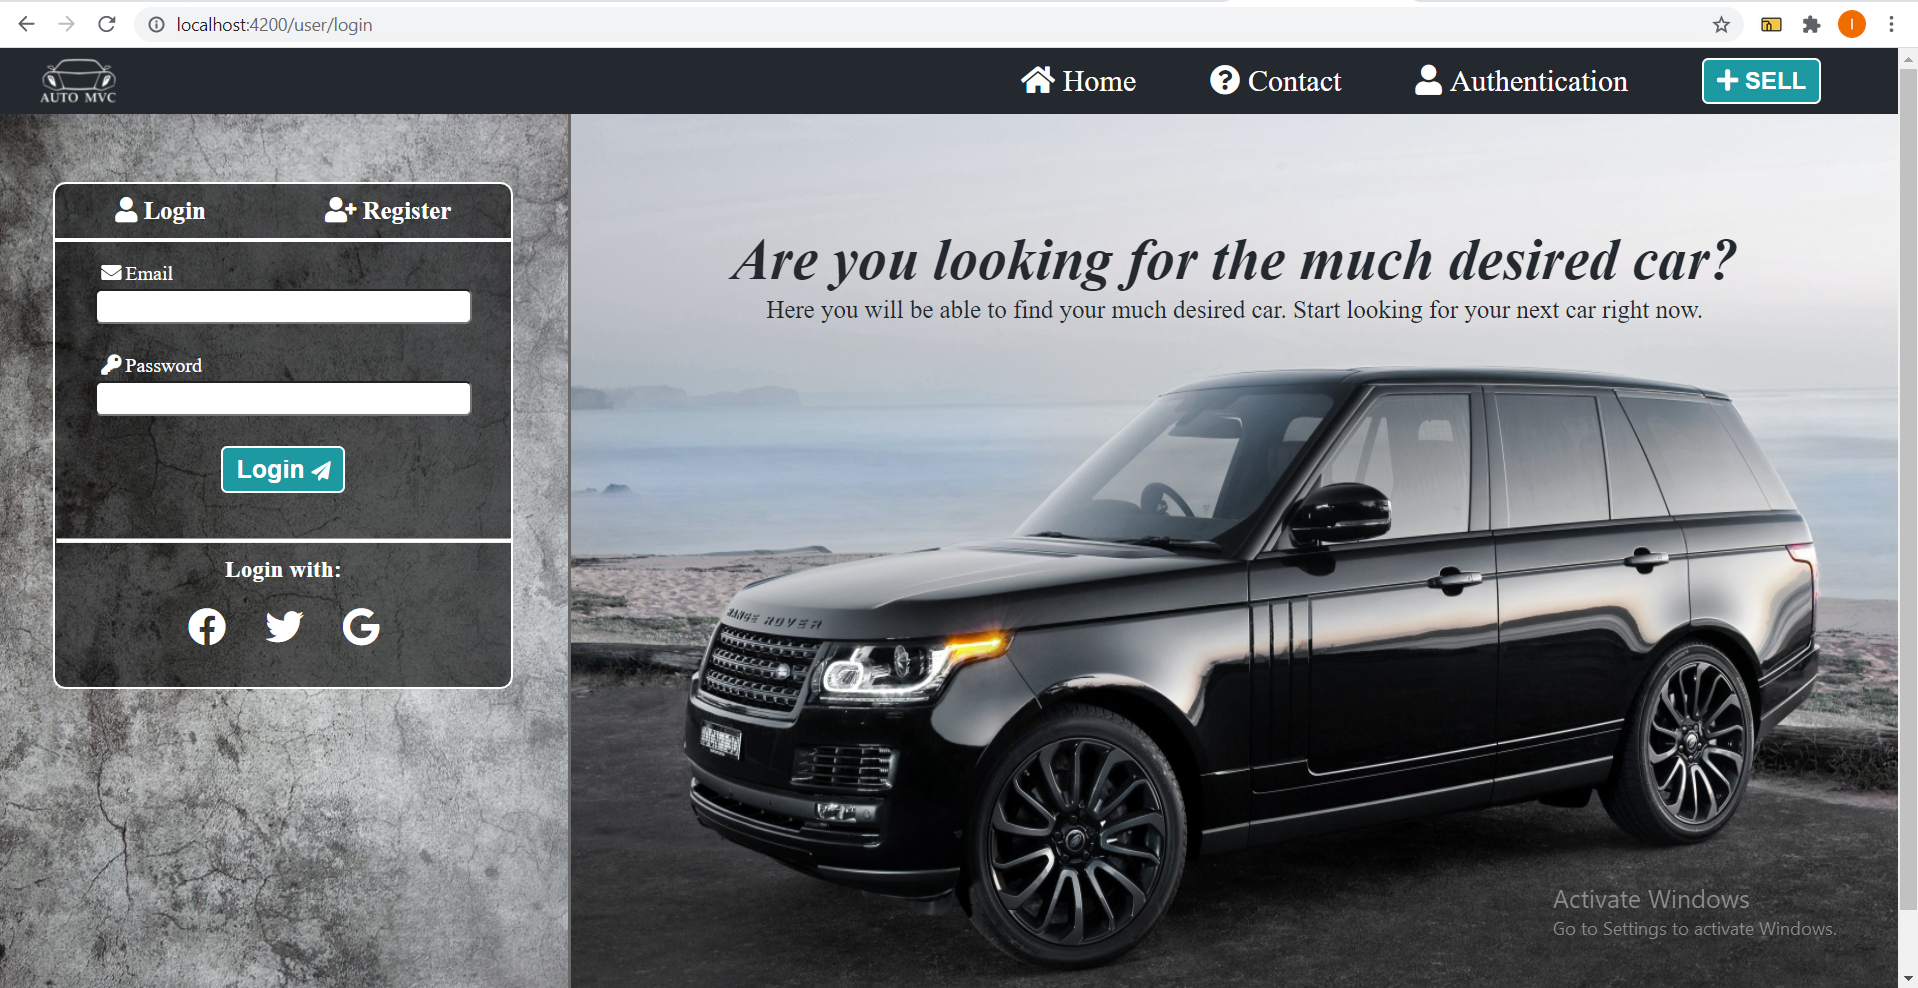 localhost:4200/user/login
I
AUTO MVC
Home
Contact
Authentication
SELL
Login
Register
Email
Password
Login
Login with:
Are you looking for the much desired car?
Here you will be able to find your much desired car. Start looking for your next car right now.
RANGE ROVER
Activate Windows
Go to Settings to activate Windows.